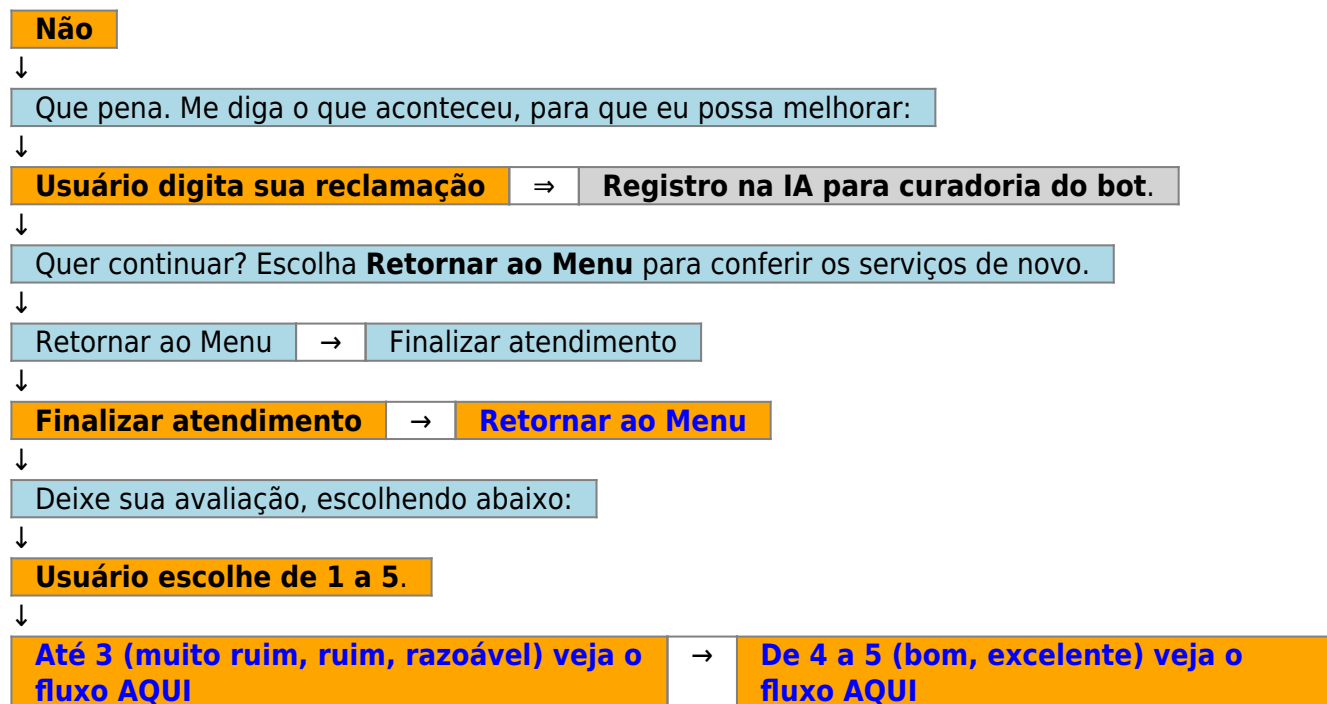 Não
↓
Que pena. Me diga o que aconteceu, para que eu possa melhorar:
↓
Usuário digita sua reclamação ⇒ Registro na IA para curadoria do bot.
↓
Quer continuar? Escolha Retornar ao Menu para conferir os serviços de novo.
↓
Retornar ao Menu → Finalizar atendimento
↓
Finalizar atendimento → Retornar ao Menu
↓
Deixe sua avaliação, escolhendo abaixo:
↓
Usuário escolhe de 1 a 5.
↓
Até 3 (muito ruim, ruim, razoável) veja o
fluxo AQUI
→
De 4 a 5 (bom, excelente) veja o
fluxo AQUI